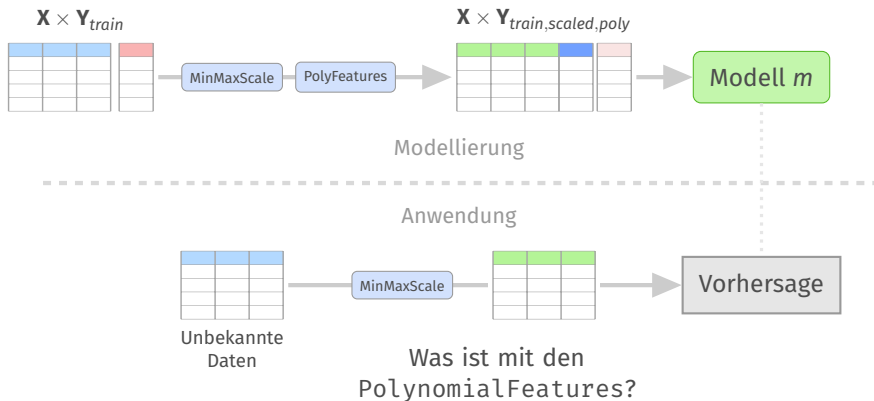 X × Y_train
X × Y_train,scaled,poly
MinMaxScale
PolyFeatures
Modell m
Modellierung
Anwendung
MinMaxScale
Vorhersage
Unbekannte
Daten
Was ist mit den
PolynomialFeatures?